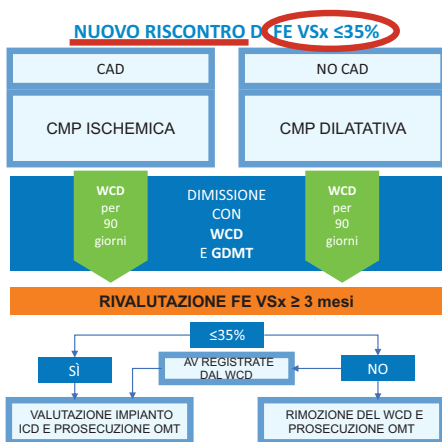 NUOVO RISCONTRO DI FE VSx ≤35%
CAD
NO CAD
CMP ISCHEMICA
CMP DILATATIVA
WCD
per
90
giorni
DIMISSIONE
CON
WCD
E GDMT
WCD
per
90
giorni
RIVALUTAZIONE FE VSx ≥ 3 mesi
≤35%
SÌ
AV REGISTRATE
DAL WCD
NO
VALUTAZIONE IMPIANTO
ICD E PROSECUZIONE OMT
RIMOZIONE DEL WCD E
PROSECUZIONE OMT